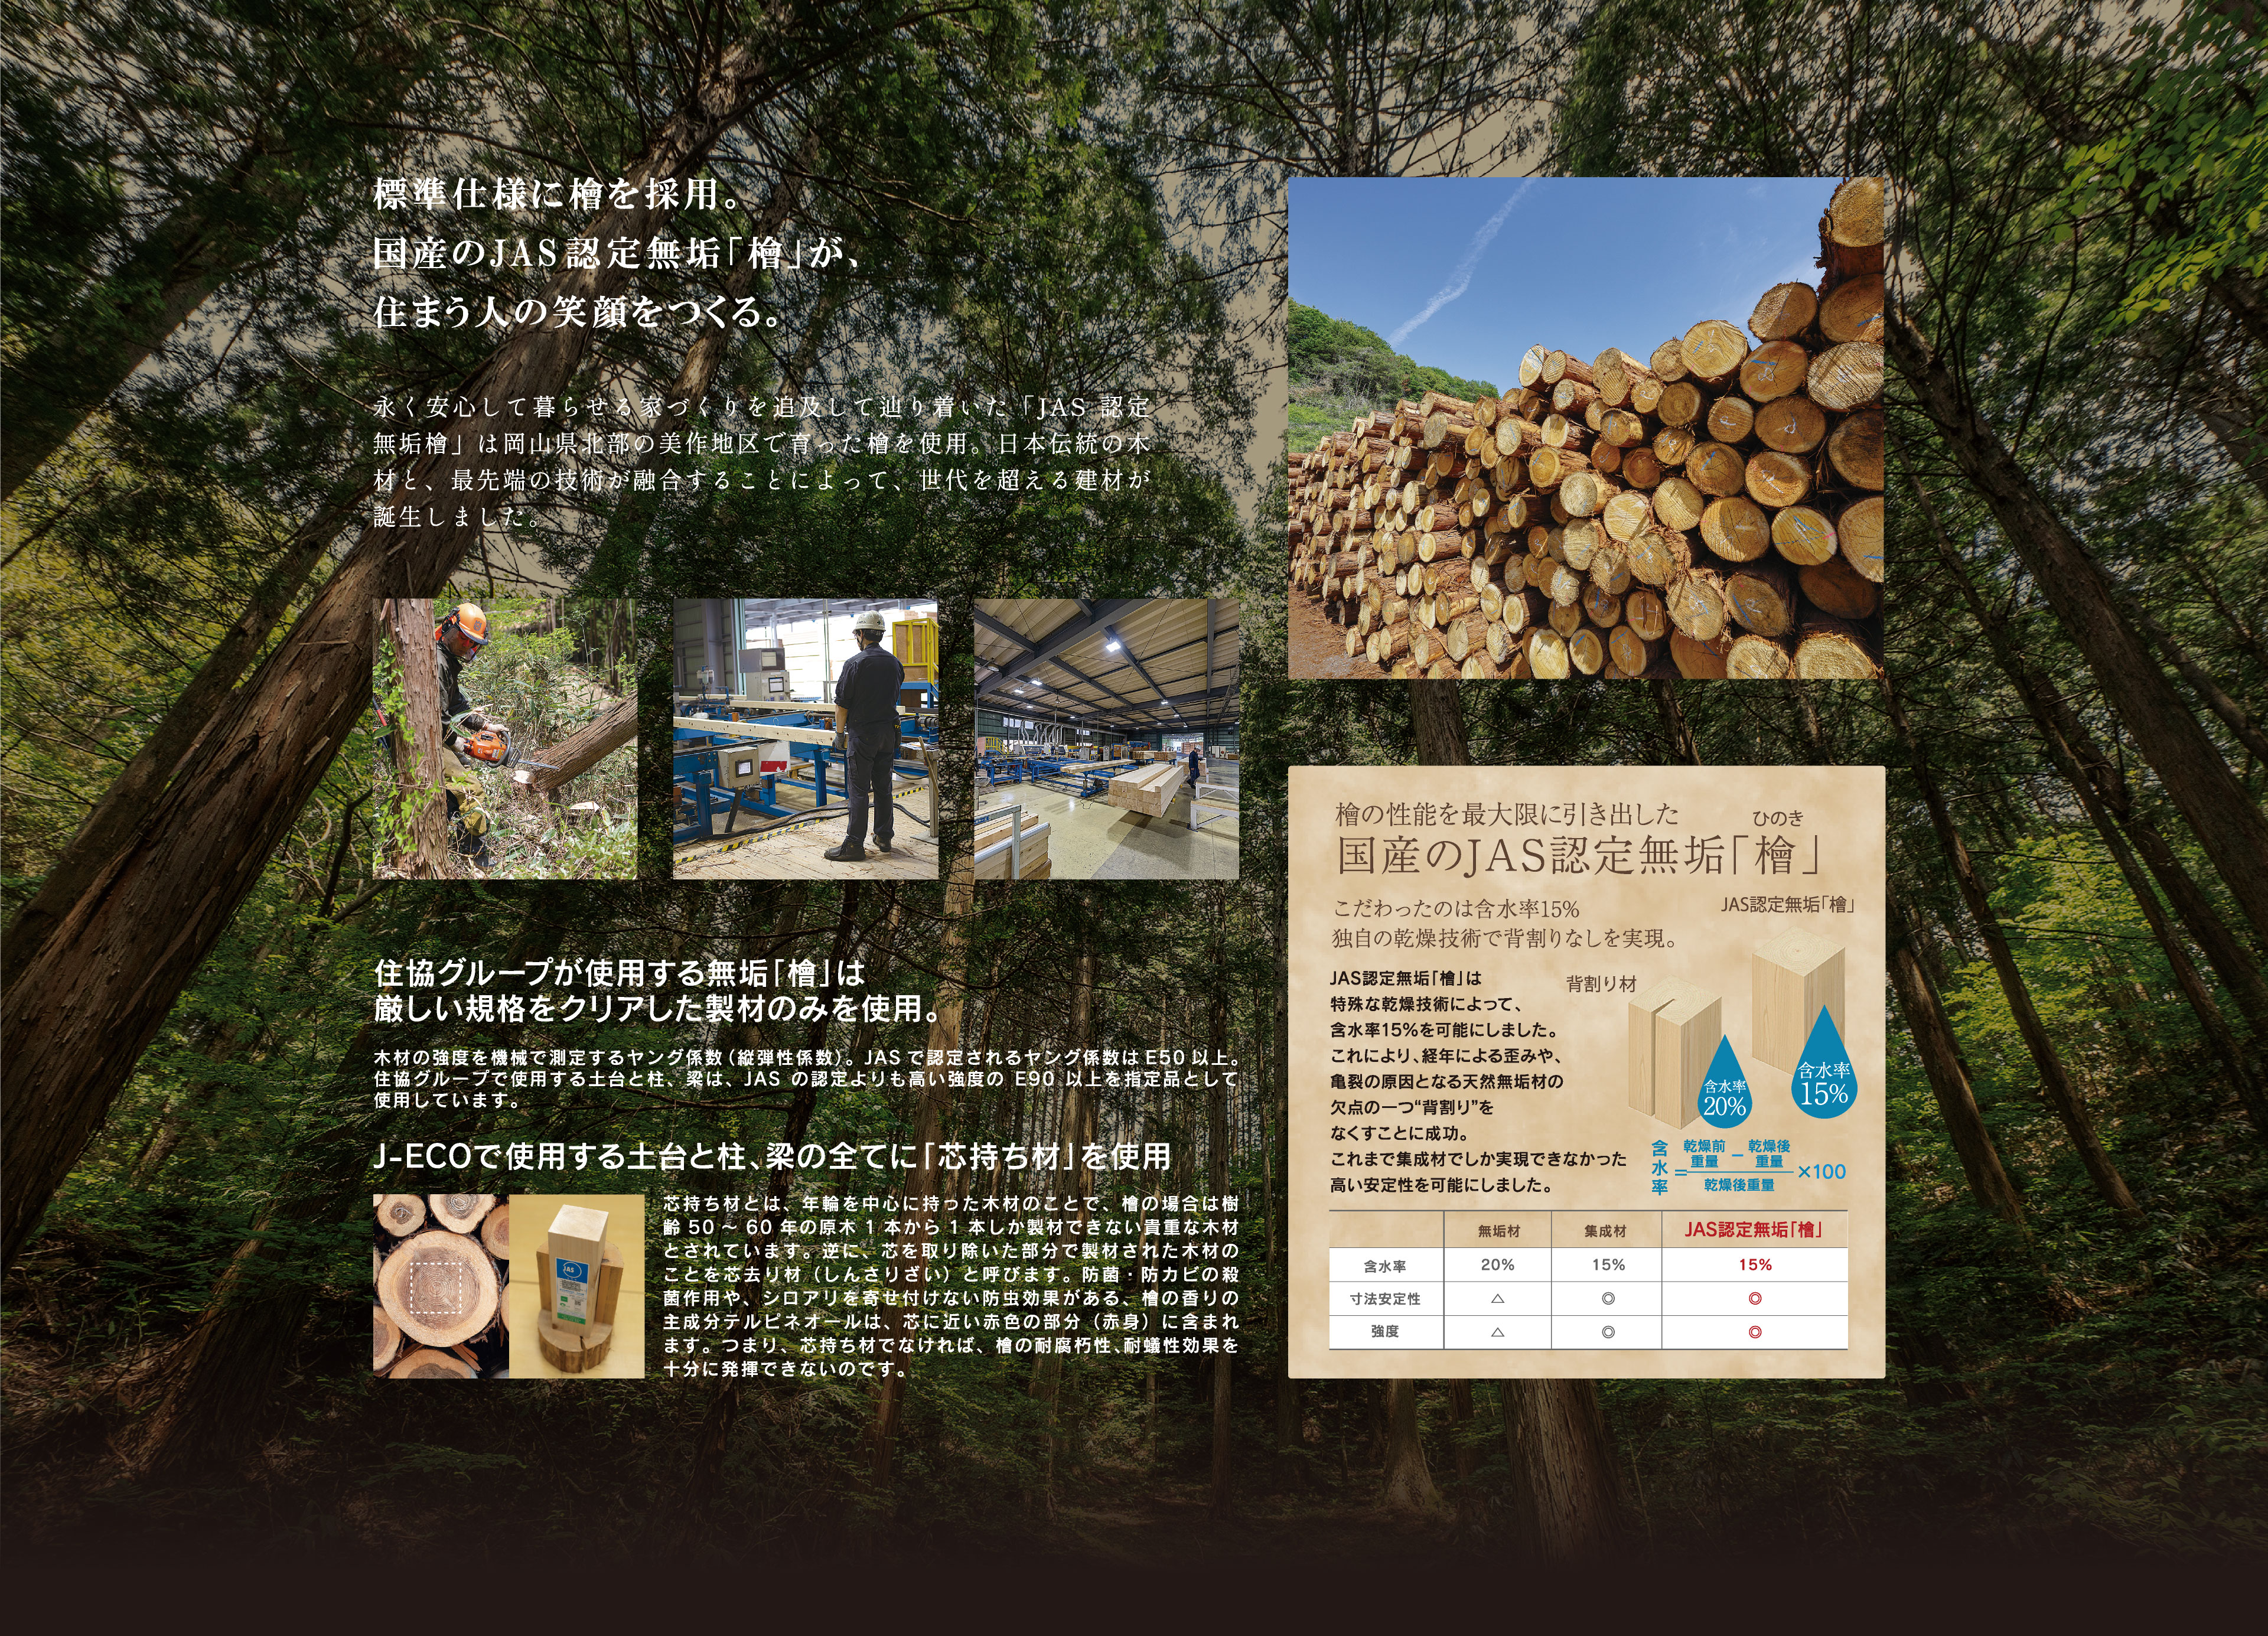 標準仕様に檜を採用。
国産のJAS認定無垢「檜」が、
住まう人の笑顔をつくる。
永く安心して暮らせる家づくりを追及して辿り着いた「JAS 認定
無垢檜」は岡山県北部の美作地区で育った檜を使用。日本伝統の木
材と、最先端の技術が融合することによって、世代を超える建材が
誕生しました。
住協グループが使用する無垢「檜」は
厳しい規格をクリアした製材のみを使用。
木材の強度を機械で測定するヤング係数（縦弾性係数）。JAS で認定されるヤング係数は E50 以上。
住協グループで使用する土台と柱、梁は、JAS の認定よりも高い強度の E90 以上を指定品として
使用しています。
J-ECOで使用する土台と柱、梁の全てに「芯持ち材」を使用
JAS
芯持ち材とは、年輪を中心に持った木材のことで、檜の場合は樹
齢 50 ～ 60 年の原木 1 本から 1 本しか製材できない貴重な木材
とされています。逆に、芯を取り除いた部分で製材された木材の
ことを芯去り材（しんさりざい）と呼びます。防菌・防カビの殺
菌作用や、シロアリを寄せ付けない防虫効果がある、檜の香りの
主成分テルピネオールは、芯に近い赤色の部分（赤身）に含まれ
ます。つまり、芯持ち材でなければ、檜の耐腐朽性、耐蟻性効果を
十分に発揮できないのです。
檜の性能を最大限に引き出した
ひのき
国産のJAS認定無垢「檜」
こだわったのは含水率15%
独自の乾燥技術で背割りなしを実現。
JAS認定無垢「檜」は
特殊な乾燥技術によって、
含水率15%を可能にしました。
これにより、経年による歪みや、
亀裂の原因となる天然無垢材の
欠点の一つ“背割り”を
なくすことに成功。
これまで集成材でしか実現できなかった
高い安定性を可能にしました。
JAS認定無垢「檜」
背割り材
含水率
20%
含水率
15%
含水率 = 乾燥前重量 − 乾燥後重量 ×100
乾燥後重量
無垢材 集成材 JAS認定無垢「檜」
含水率 20% 15% 15%
寸法安定性 △ ◎ ◎
強度 △ ◎ ◎